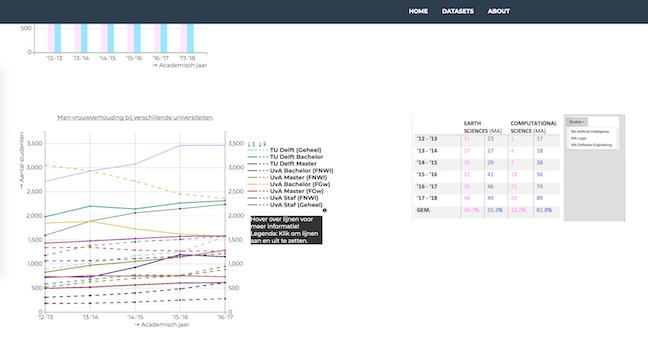 HOME DATASETS ABOUT
500
0 0
'12-'13 '13-'14 '14-'15 '15-'16 '16-'17 '17-'18
→ Academisch jaar
Man-vrouwverhouding bij verschillende universiteiten
→ Aantal studenten
3,500 3,500
3,000 3,000
2,500 2,500
2,000 2,000
1,500 1,500
1,000 1,000
500 500
0 0
'12-'13 '13-'14 '14-'15 '15-'16 '16-'17
→ Academisch jaar
TU Delft (Geheel)
TU Delft Bachelor
TU Delft Master
UvA Bachelor (FNWI)
UvA Bachelor (FGw)
UvA Master (FGw)
UvA Master (FNWI)
UvA Staf (FNWI)
UvA Staf (Geheel)
Hover over lijnen voor
meer informatie!
Legenda: Klik om lijnen
aan en uit te zetten.
EARTH COMPUTATIONAL
SCIENCES (MA) SCIENCE (MA)
'12 - '13 23 17
'13 - '14 27 27 4 18
'14 - '15 29 7 38
'15 - '16 22 41 18 56
'16 - '17 30 46 74
'17 - '18 49 20 89
GEM. 44.7% 55.3% 18.2% 81.8%
MA Artificial Intelligence
MA Logic
MA Software Engineering